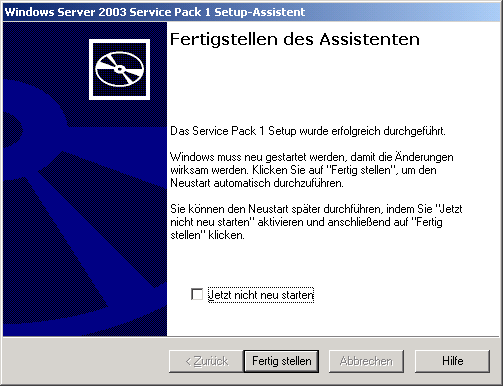 Windows Server 2003 Service Pack 1 Setup-Assistent
Fertigstellen des Assistenten
Das Service Pack 1 Setup wurde erfolgreich durchgeführt.
Windows muss neu gestartet werden, damit die Änderungen
wirksam werden. Klicken Sie auf "Fertig stellen", um den
Neustart automatisch durchzuführen.
Sie können den Neustart später durchführen, indem Sie "Jetzt
nicht neu starten" aktivieren und anschließend auf "Fertig
stellen" klicken.
Jetzt nicht neu starten
< Zurück
Fertig stellen
Abbrechen
Hilfe